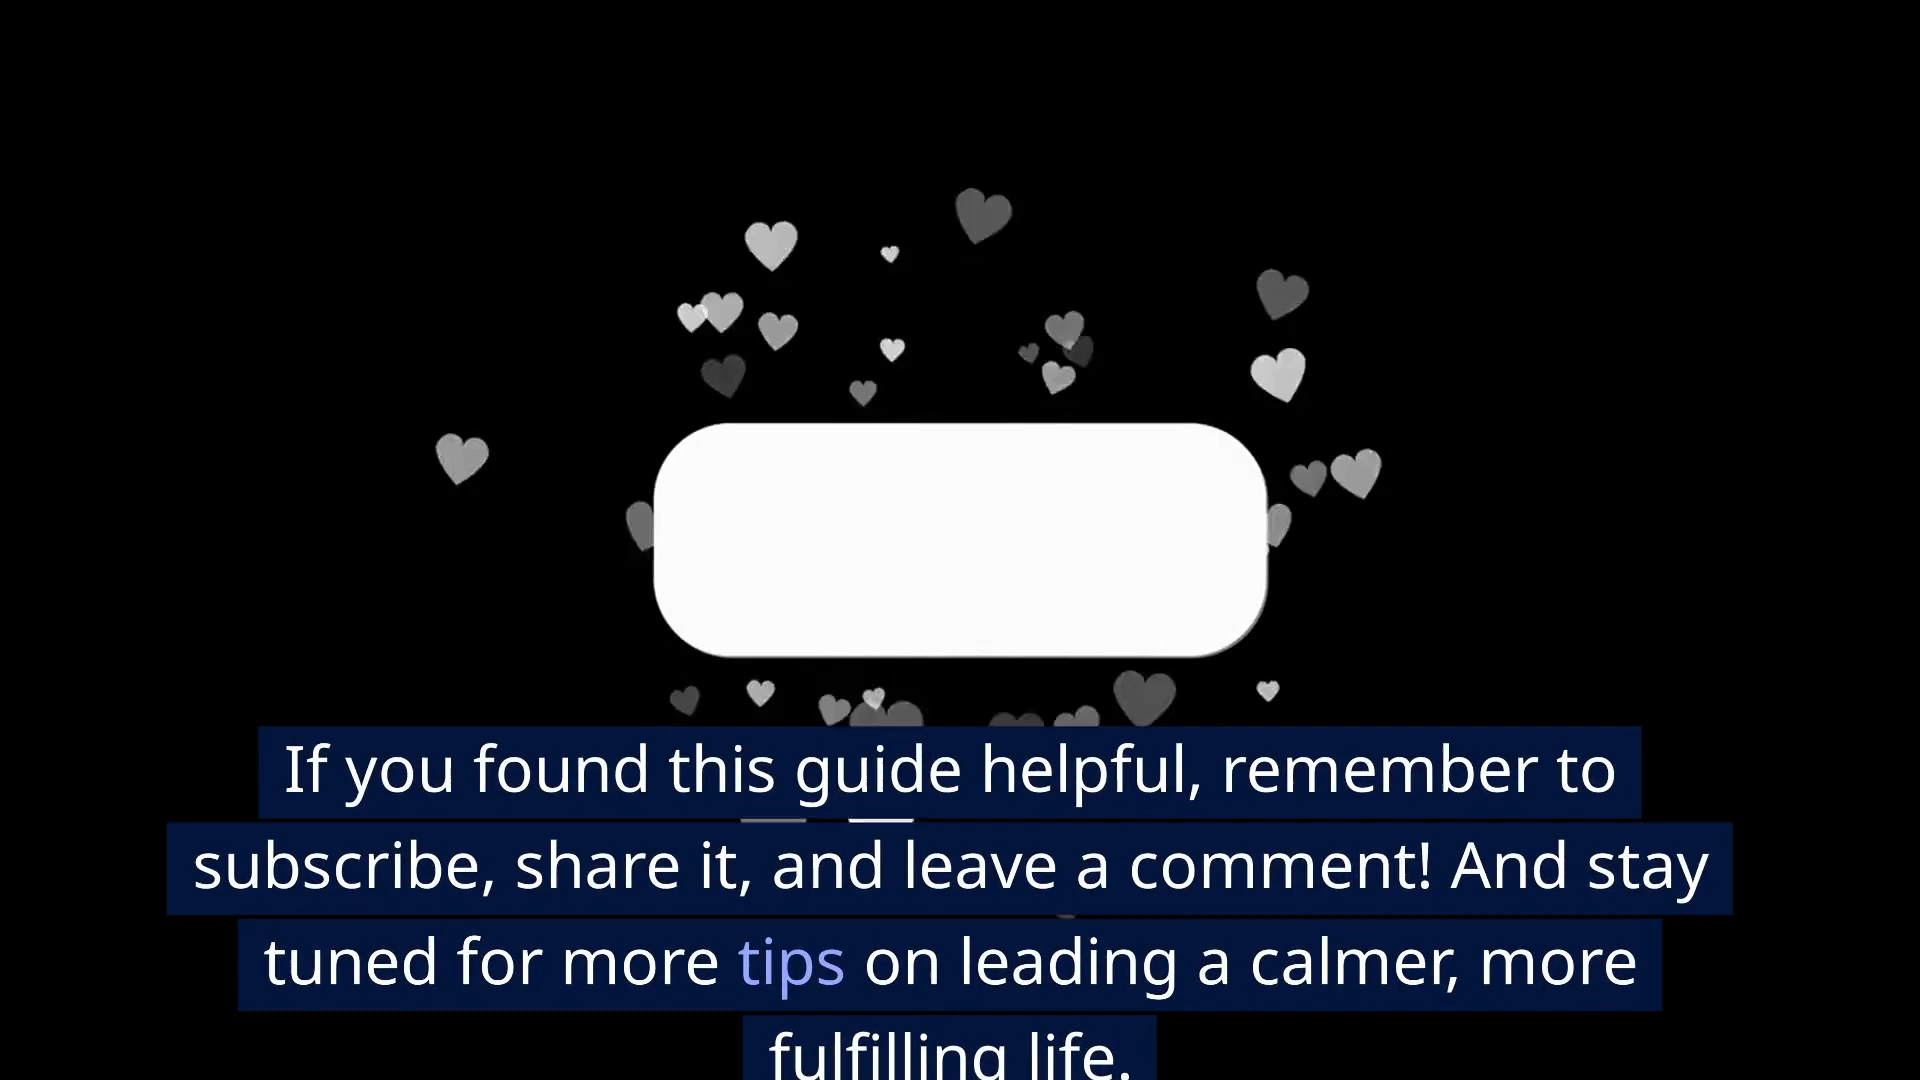 If you found this guide helpful, remember to
subscribe, share it, and leave a comment! And stay
tuned for more tips on leading a calmer, more
fulfilling life.